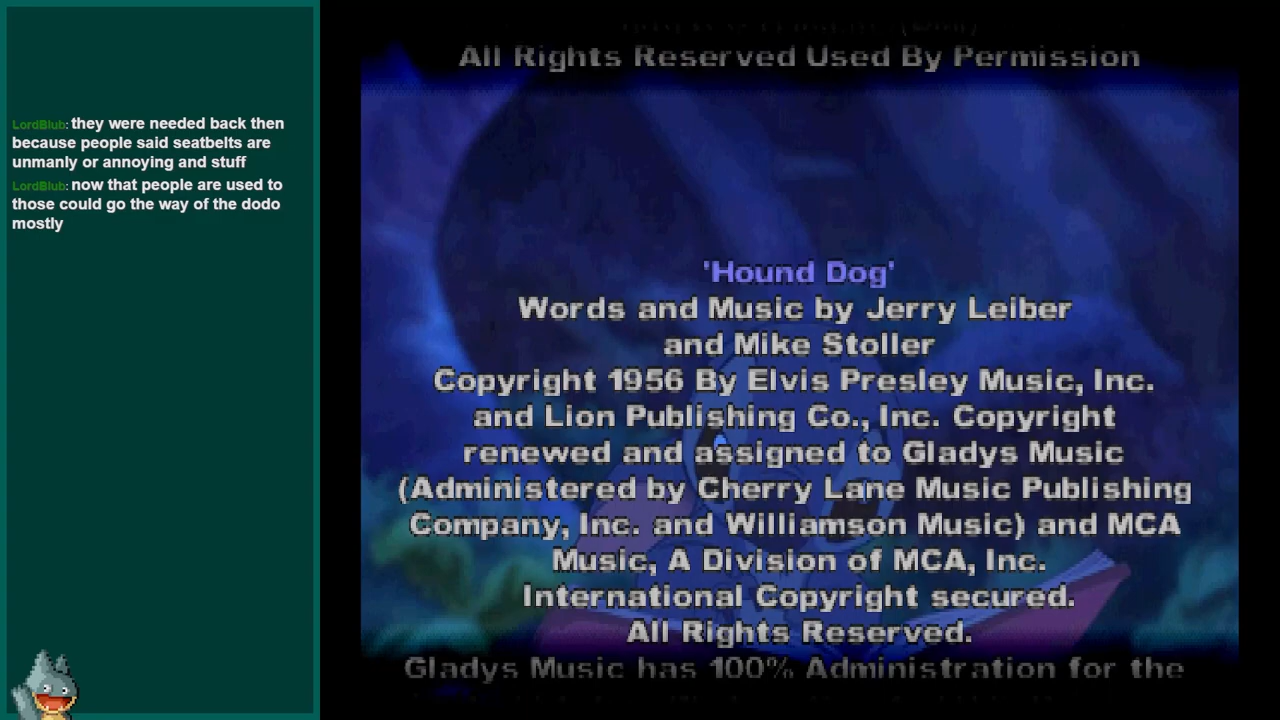 LordBlub: they were needed back then
because people said seatbelts are
unmanly or annoying and stuff
LordBlub: now that people are used to
those could go the way of the dodo
mostly
All Rights Reserved Used By Permission
'Hound Dog'
Words and Music by Jerry Leiber
and Mike Stoller
Copyright 1956 By Elvis Presley Music, Inc.
and Lion Publishing Co., Inc. Copyright
renewed and assigned to Gladys Music
(Administered by Cherry Lane Music Publishing
Company, Inc. and Williamson Music) and MCA
Music, A Division of MCA, Inc.
International Copyright secured.
All Rights Reserved.
Gladys Music has 100% Administration for the